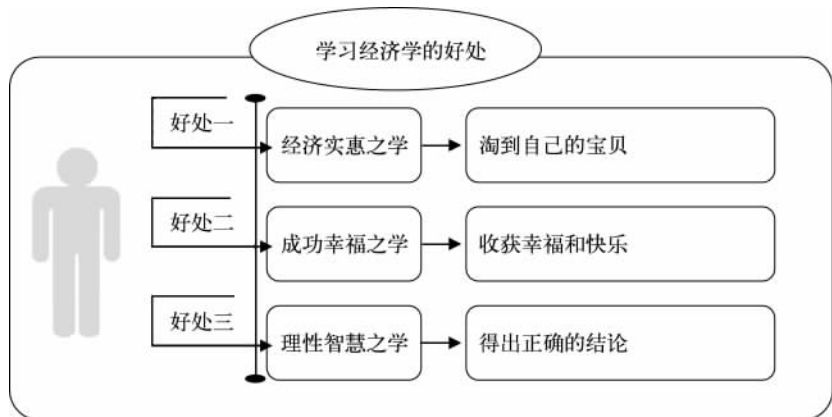 学习经济学的好处
好处一
经济实惠之学
淘到自己的宝贝
好处二
成功幸福之学
收获幸福和快乐
好处三
理性智慧之学
得出正确的结论